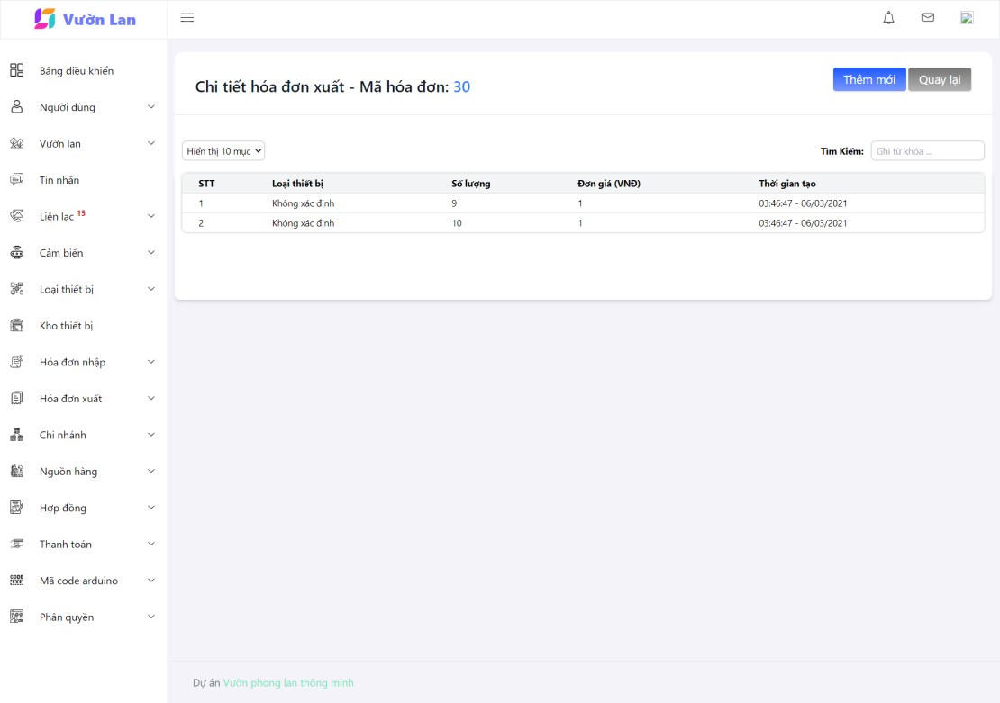 Vườn Lan
Bảng điều khiển
Người dùng
Vườn lan
Tin nhắn
Liên lạc 15
Cảm biến
Loại thiết bị
Kho thiết bị
Hóa đơn nhập
Hóa đơn xuất
Chi nhánh
Nguồn hàng
Hợp đồng
Thanh toán
Mã code arduino
Phân quyền
Chi tiết hóa đơn xuất - Mã hóa đơn: 30
Thêm mới Quay lại
Hiển thị 10 mục Tìm Kiếm: Ghi từ khóa ...
STT Loại thiết bị Số lượng Đơn giá (VNĐ) Thời gian tạo
1 Không xác định 9 1 03:46:47 - 06/03/2021
2 Không xác định 10 1 03:46:47 - 06/03/2021
Dự án Vườn phong lan thông minh